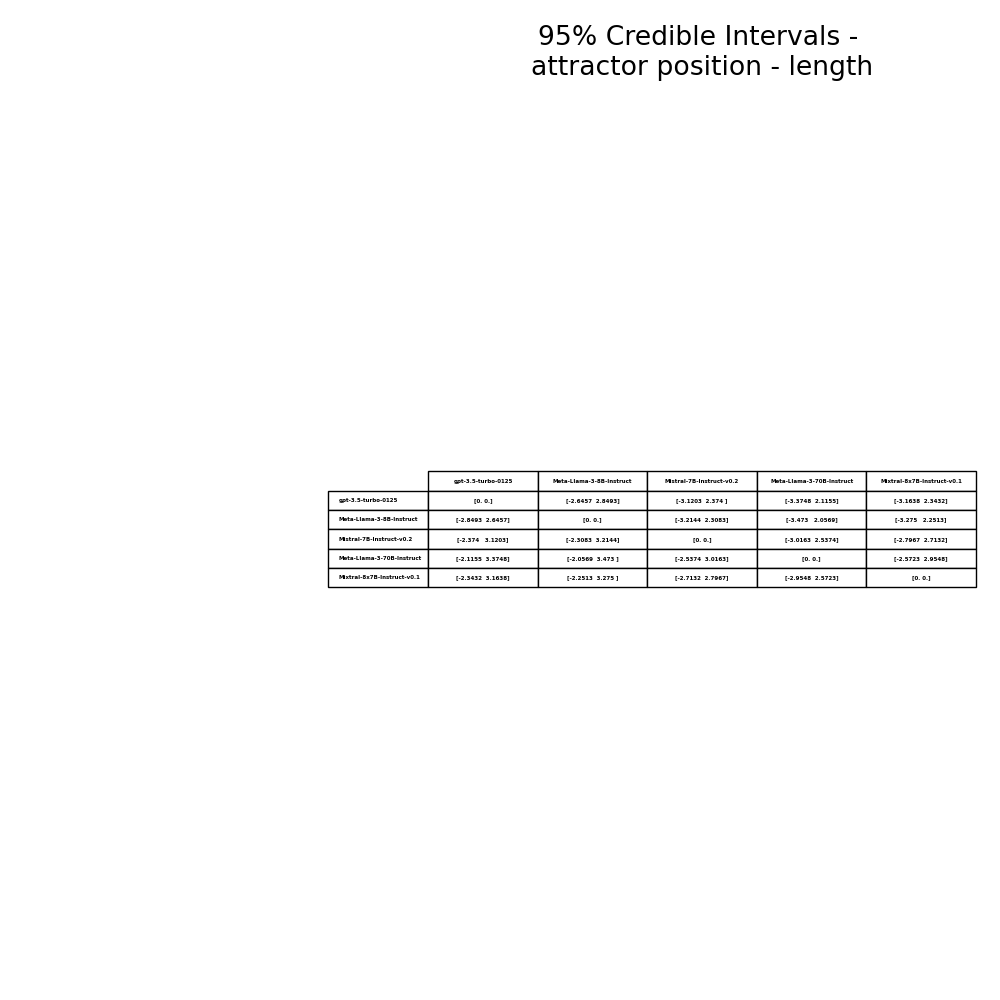 95% Credible Intervals -
attractor position - length
gpt-3.5-turbo-0125 Meta-Llama-3-8B-Instruct Mistral-7B-Instruct-v0.2 Meta-Llama-3-70B-Instruct Mixtral-8x7B-Instruct-v0.1
gpt-3.5-turbo-0125 [0. 0.] [-2.6457 2.8493] [-3.1203 2.374 ] [-3.3748 2.1155] [-3.1638 2.3432]
Meta-Llama-3-8B-Instruct [-2.8493 2.6457] [0. 0.] [-3.2144 2.3083] [-3.473 2.0569] [-3.275 2.2513]
Mistral-7B-Instruct-v0.2 [-2.374 3.1203] [-2.3083 3.2144] [0. 0.] [-3.0163 2.5374] [-2.7967 2.7132]
Meta-Llama-3-70B-Instruct [-2.1155 3.3748] [-2.0569 3.473 ] [-2.5374 3.0163] [0. 0.] [-2.5723 2.9548]
Mixtral-8x7B-Instruct-v0.1 [-2.3432 3.1638] [-2.2513 3.275 ] [-2.7132 2.7967] [-2.9548 2.5723] [0. 0.]